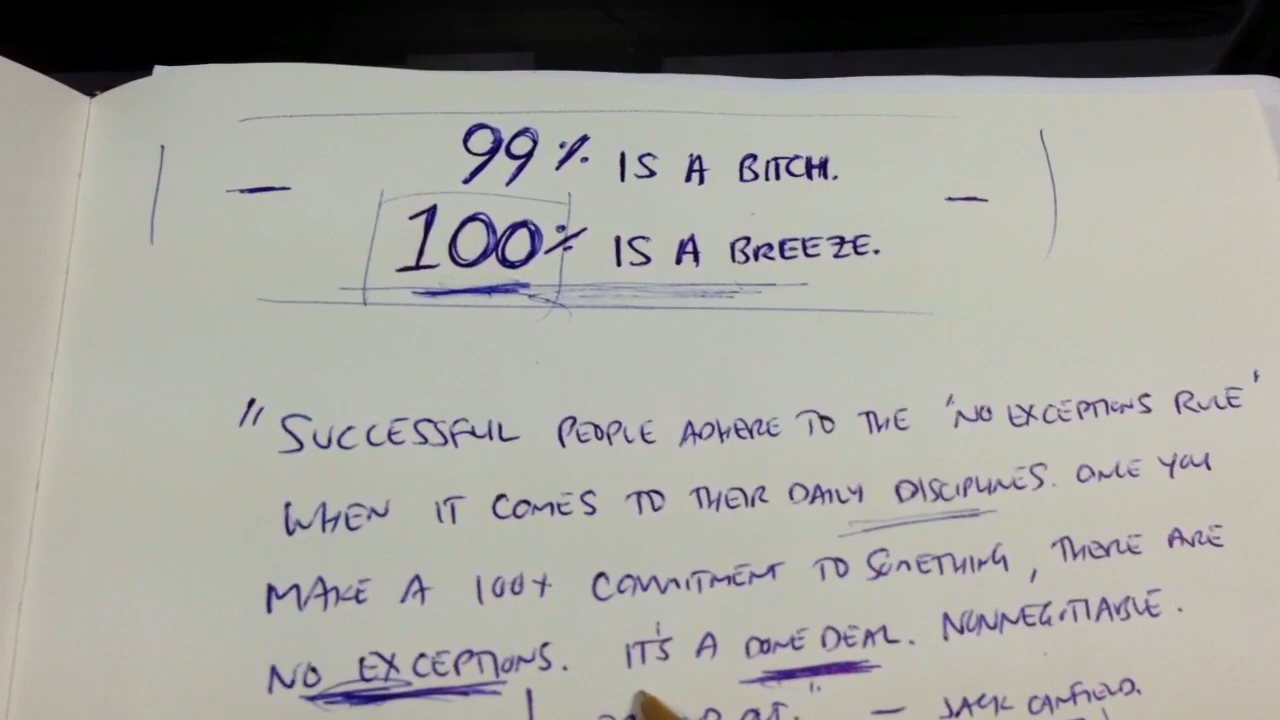 99% IS A BITCH.
100% IS A BREEZE.
"SUCCESSFUL PEOPLE ADHERE TO THE 'NO EXCEPTIONS RULE'
WHEN IT COMES TO THEIR DAILY DISCIPLINES. ONCE YOU
MAKE A 100% COMMITMENT TO SOMETHING, THERE ARE
NO EXCEPTIONS. IT'S A DONE DEAL. NONNEGOTIABLE.
" — JACK CANFIELD.